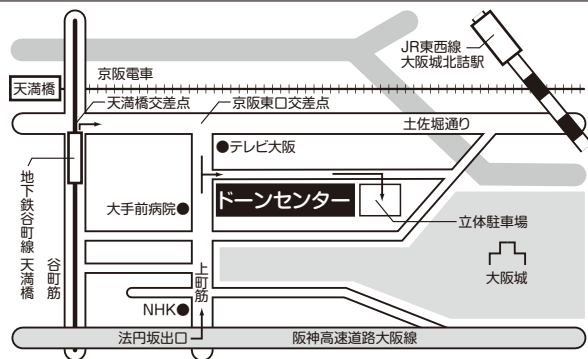 JR東西線
大阪城北詰駅
京阪電車
天満橋
天満橋交差点
京阪東口交差点
土佐堀通り
●テレビ大阪
地下鉄谷町線 天満橋
大手前病院●
ドーンセンター
立体駐車場
谷町筋
上町筋
大阪城
NHK●
法円坂出口
阪神高速道路大阪線